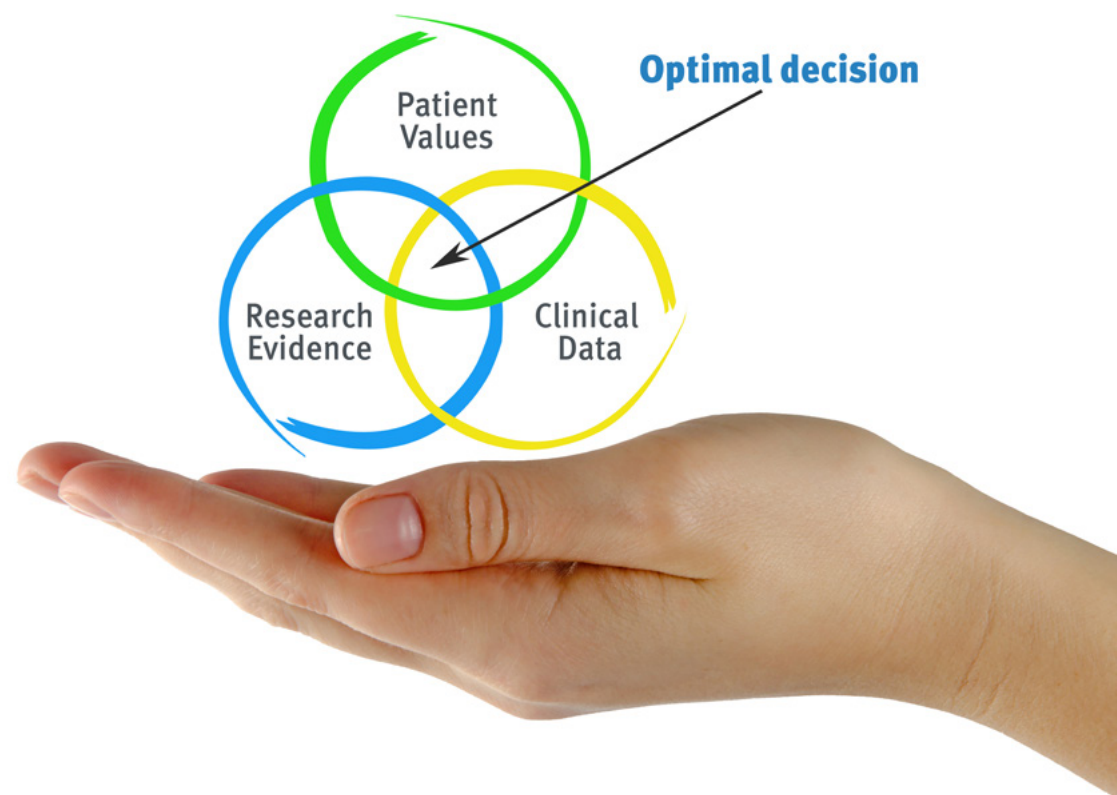 Optimal decision
Patient
Values
Research
Evidence
Clinical
Data